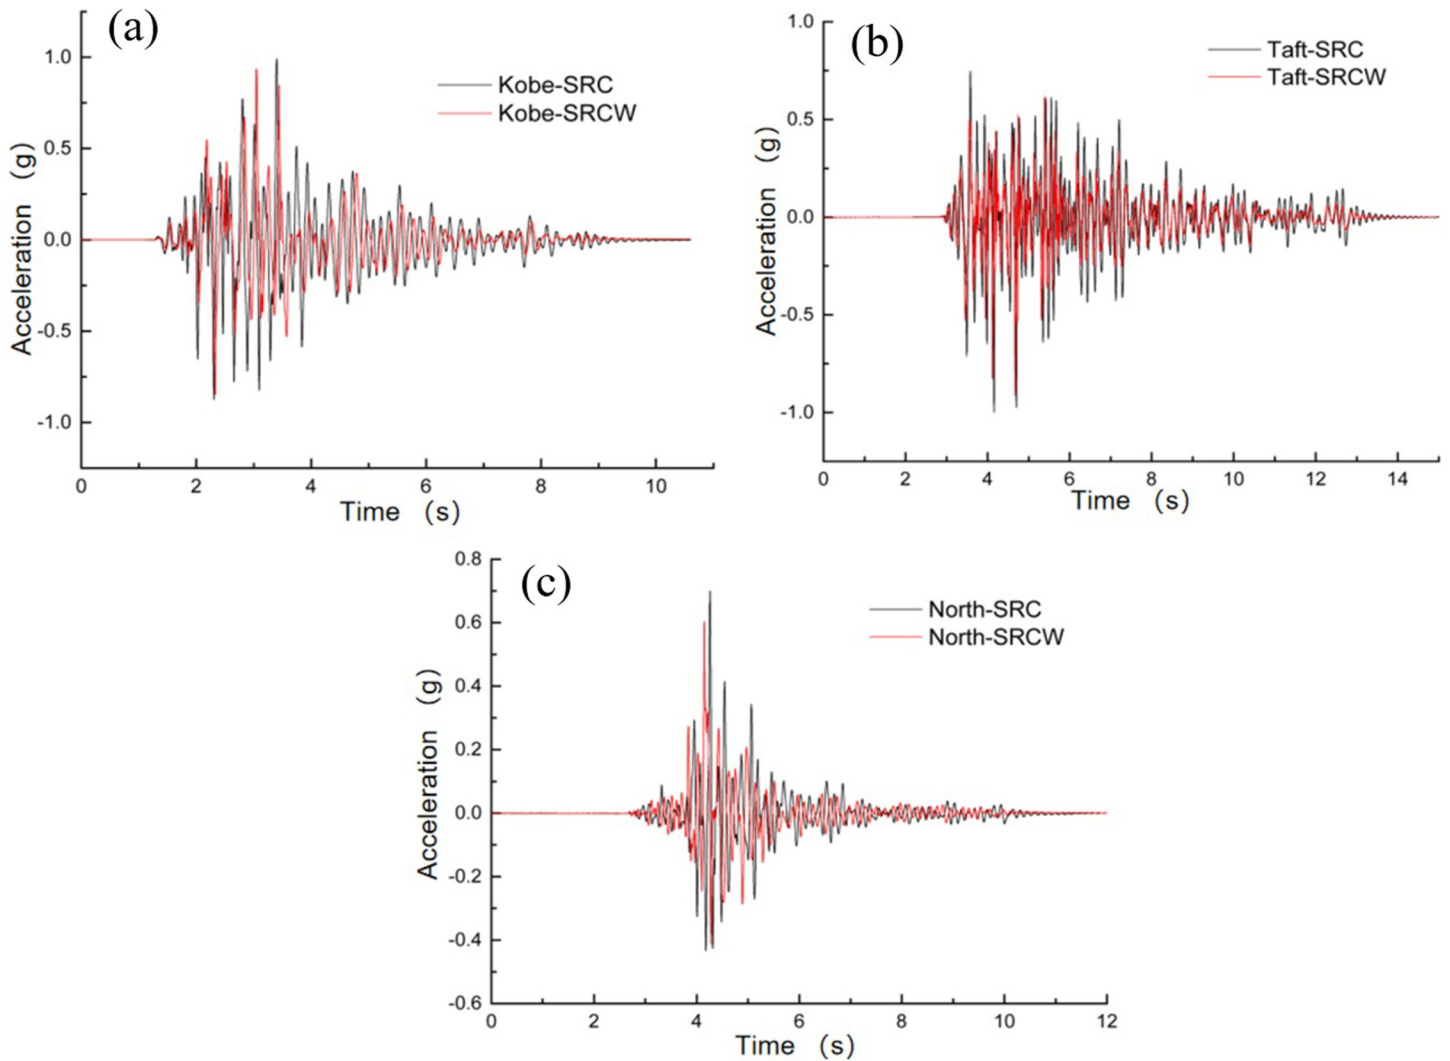 (a)
Kobe-SRC
Kobe-SRCW
Acceleration (g)
1.0
0.5
0.0
-0.5
-1.0
0 2 4 6 8 10
Time (s)
(b)
Taft-SRC
Taft-SRCW
Acceleration (g)
1.0
0.5
0.0
-0.5
-1.0
0 2 4 6 8 10 12 14
Time (s)
(c)
North-SRC
North-SRCW
Acceleration (g)
0.8
0.6
0.4
0.2
0.0
-0.2
-0.4
-0.6
0 2 4 6 8 10 12
Time (s)